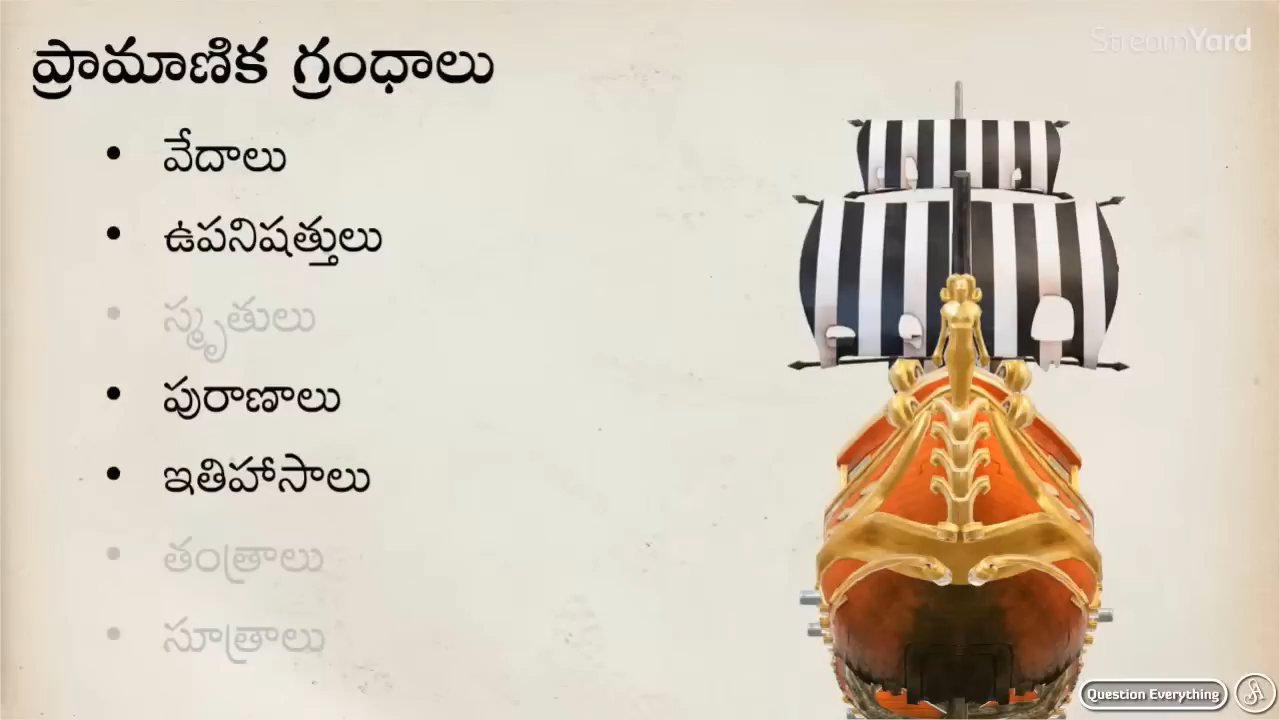 ప్రామాణిక గ్రంధాలు
StreamYard
• వేదాలు
• ఉపనిషత్తులు
• స్మృతులు
• పురాణాలు
• ఇతిహాసాలు
• తంత్రాలు
• సూత్రాలు
Question Everything